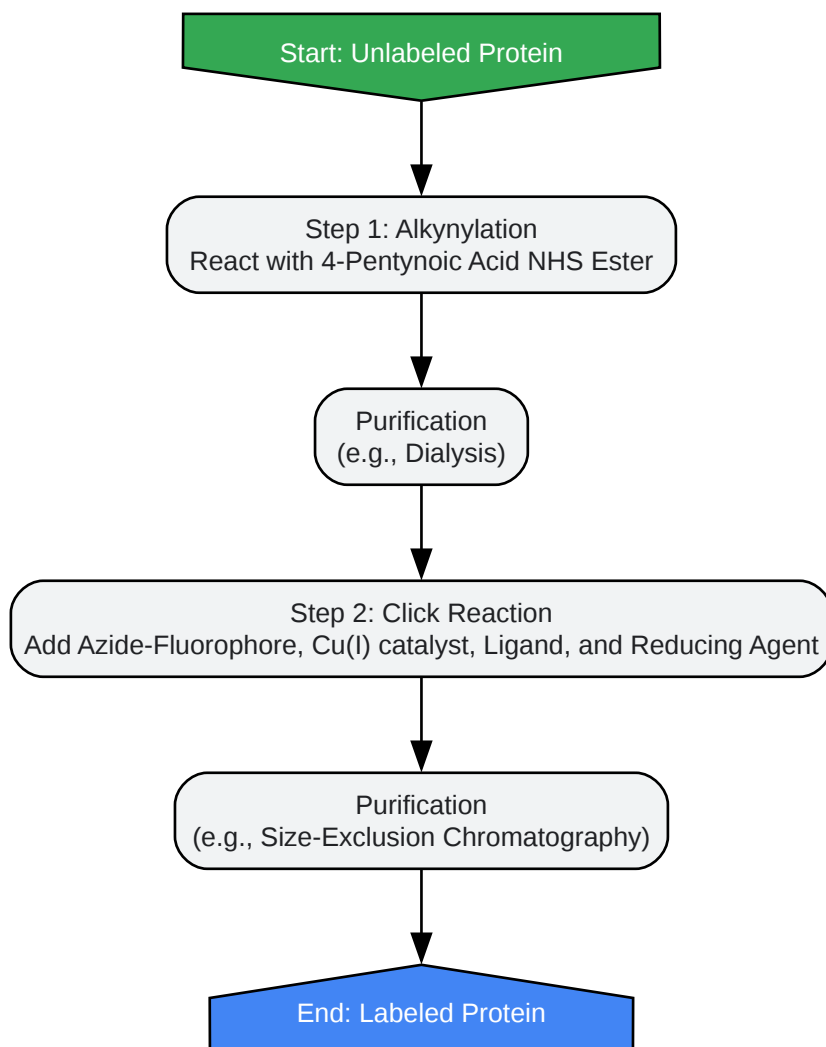 Start: Unlabeled Protein
Step 1: Alkynylation
React with 4-Pentynoic Acid NHS Ester
Purification
(e.g., Dialysis)
Step 2: Click Reaction
Add Azide-Fluorophore, Cu(I) catalyst, Ligand, and Reducing Agent
Purification
(e.g., Size-Exclusion Chromatography)
End: Labeled Protein